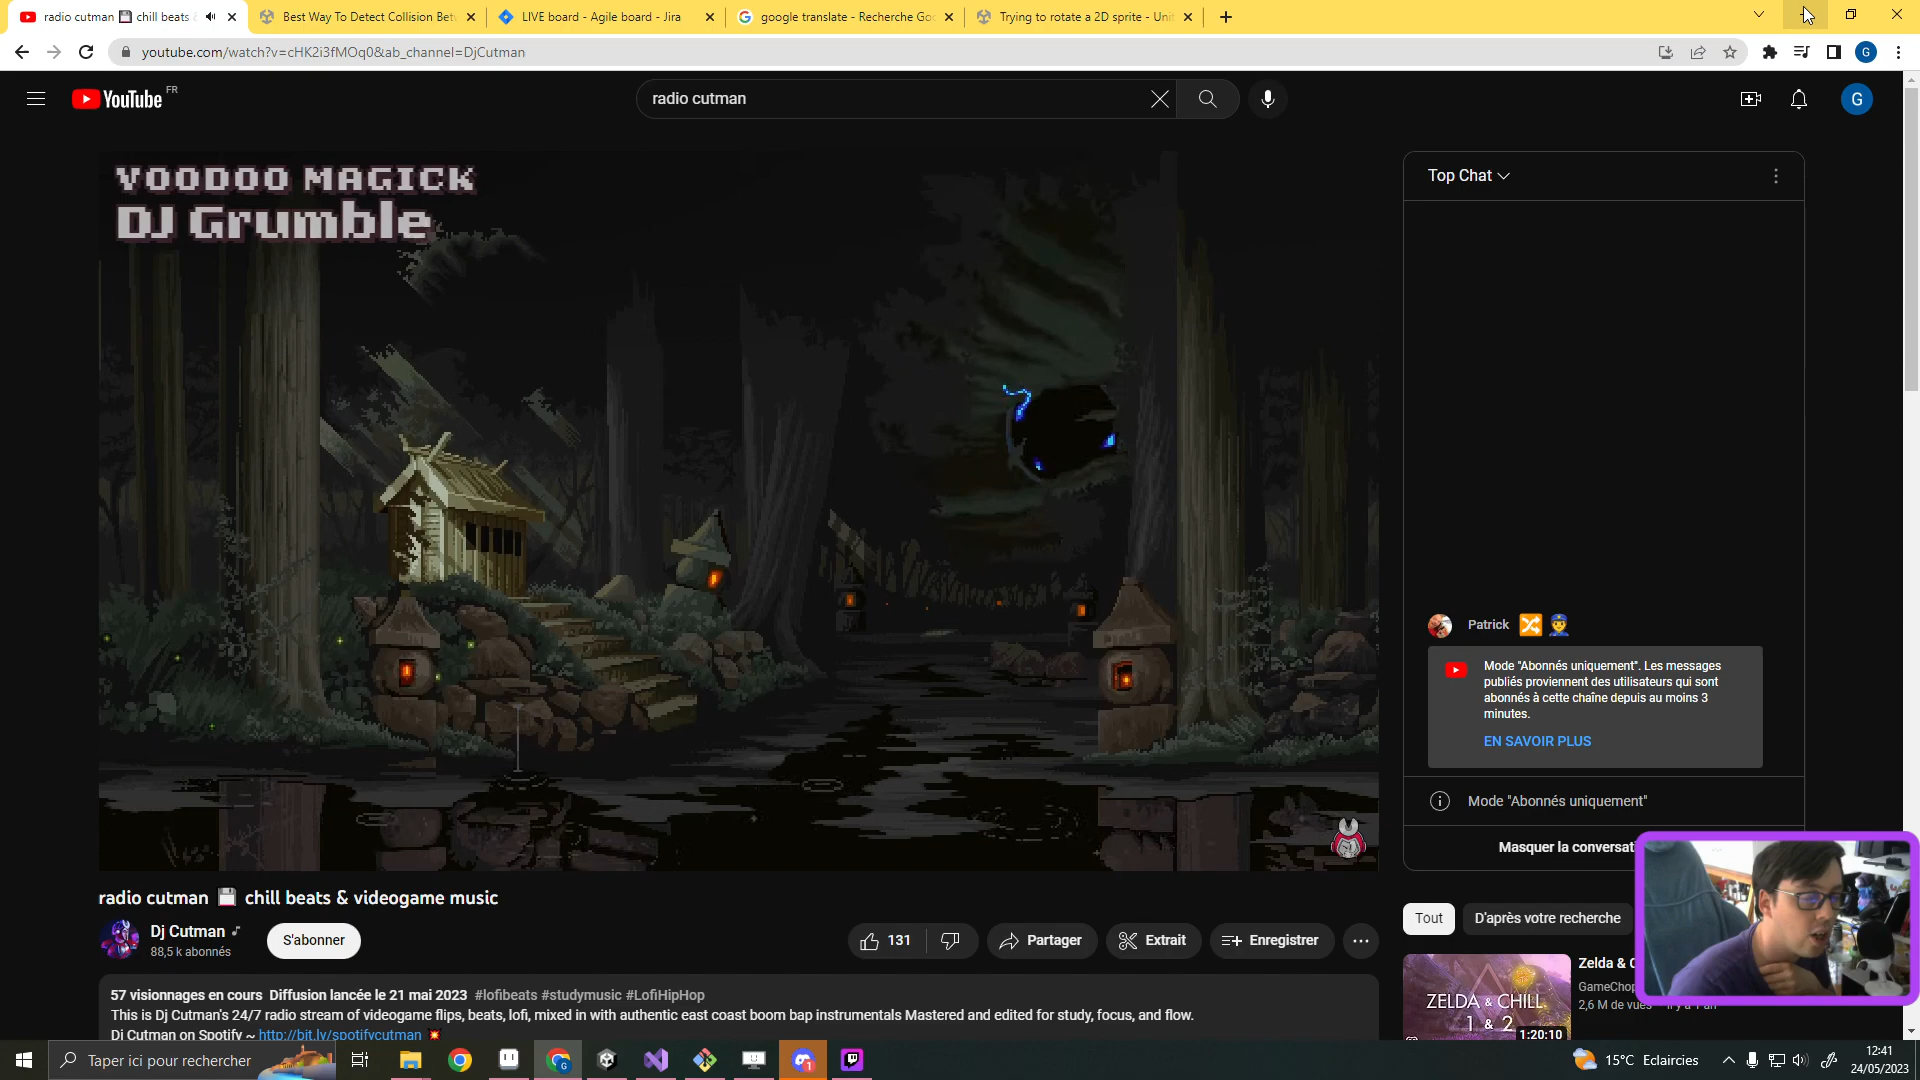 radio cutman 💾 chill beats
Best Way To Detect Collision Bet
LIVE board - Agile board - Jira
google translate - Recherche Goo
Trying to rotate a 2D sprite - Uni
youtube.com/watch?v=cHK2i3fMOq0&ab_channel=DjCutman
G
YouTube FR
radio cutman
G
VOODOO MAGICK
DJ Grumble
Top Chat
Patrick
Mode "Abonnés uniquement". Les messages
publiés proviennent des utilisateurs qui sont
abonnés à cette chaîne depuis au moins 3
minutes.
EN SAVOIR PLUS
Mode "Abonnés uniquement"
Masquer la conversati
radio cutman 💾 chill beats & videogame music
Dj Cutman
88,5 k abonnés
S'abonner
131
Partager
Extrait
Enregistrer
Tout
D'après votre recherche
57 visionnages en cours Diffusion lancée le 21 mai 2023 #lofibeats #studymusic #LofiHipHop
This is Dj Cutman's 24/7 radio stream of videogame flips, beats, lofi, mixed in with authentic east coast boom bap instrumentals Mastered and edited for study, focus, and flow.
Dj Cutman on Spotify ~ http://bit.ly/spotifycutman 💥
ZELDA & CHILL
1 & 2
1:20:10
Zelda & C
GameChop
2,6 M de vues
Taper ici pour rechercher
15°C Eclaircies
12:41
24/05/2023